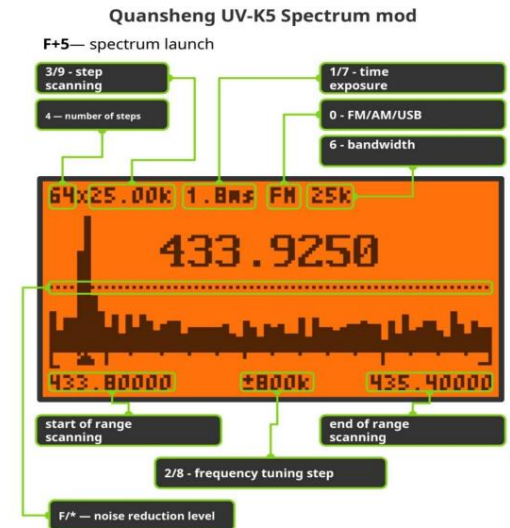 Quansheng UV-K5 Spectrum mod
F+5— spectrum launch
3/9 - step
scanning
1/7 - time
exposure
4 — number of steps
0 - FM/AM/USB
6 - bandwidth
64x25.00k 1.8ms FM 25k
433.9250
433.80000 ±800k 435.40000
start of range
scanning
end of range
scanning
2/8 - frequency tuning step
F/* — noise reduction level